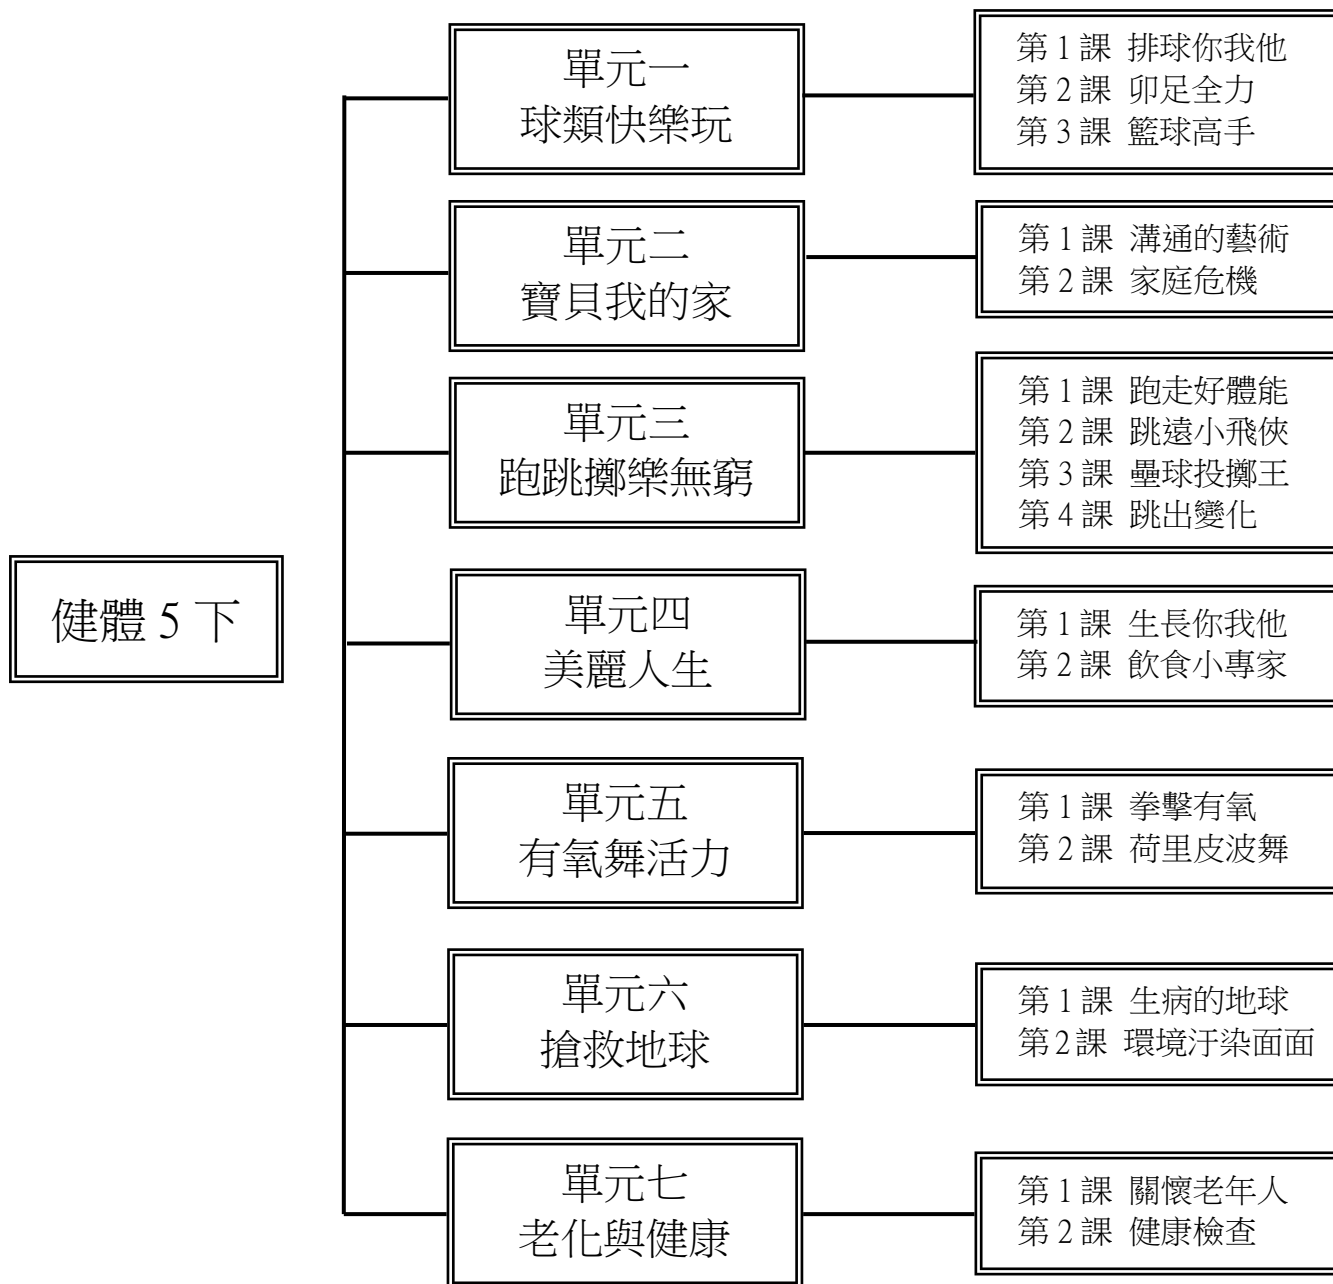 健體 5 下
單元一
球類快樂玩
第 1 課 排球你我他
第 2 課 卯足全力
第 3 課 籃球高手
單元二
寶貝我的家
第 1 課 溝通的藝術
第 2 課 家庭危機
單元三
跑跳擲樂無窮
第 1 課 跑走好體能
第 2 課 跳遠小飛俠
第 3 課 壘球投擲王
第 4 課 跳出變化
單元四
美麗人生
第 1 課 生長你我他
第 2 課 飲食小專家
單元五
有氧舞活力
第 1 課 拳擊有氧
第 2 課 荷里皮波舞
單元六
搶救地球
第 1 課 生病的地球
第 2 課 環境汙染面面
單元七
老化與健康
第 1 課 關懷老年人
第 2 課 健康檢查